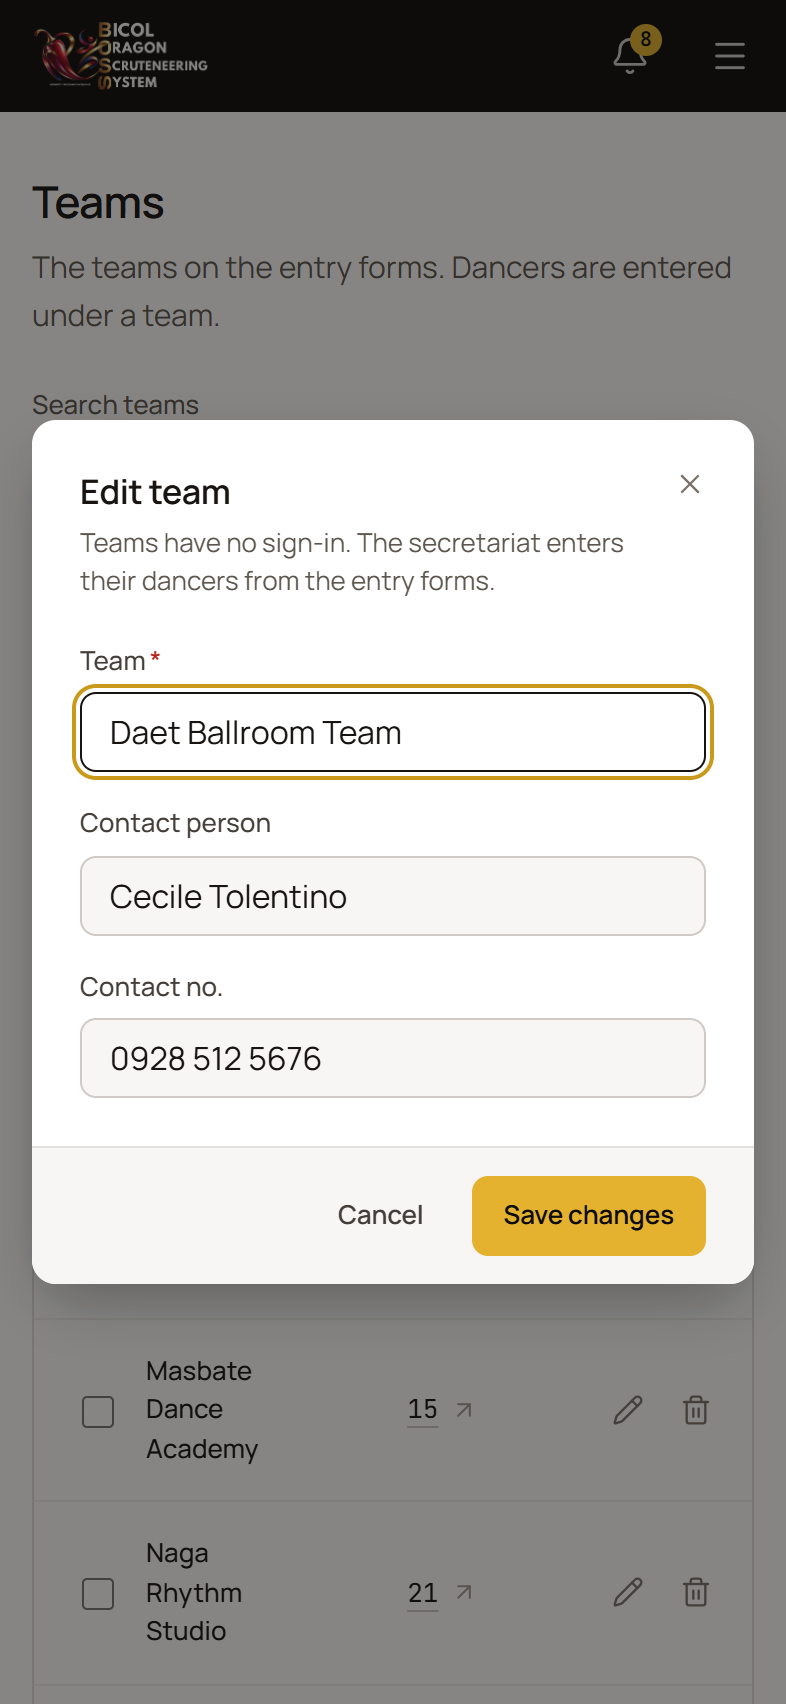 BICOL
DRAGON
SCRUTENEERING
SYSTEM
8
Teams
The teams on the entry forms. Dancers are entered
under a team.
Search teams
Edit team
Teams have no sign-in. The secretariat enters
their dancers from the entry forms.
Team *
Daet Ballroom Team
Contact person
Cecile Tolentino
Contact no.
0928 512 5676
Cancel
Save changes
Masbate
Dance
Academy
15
Naga
Rhythm
Studio
21